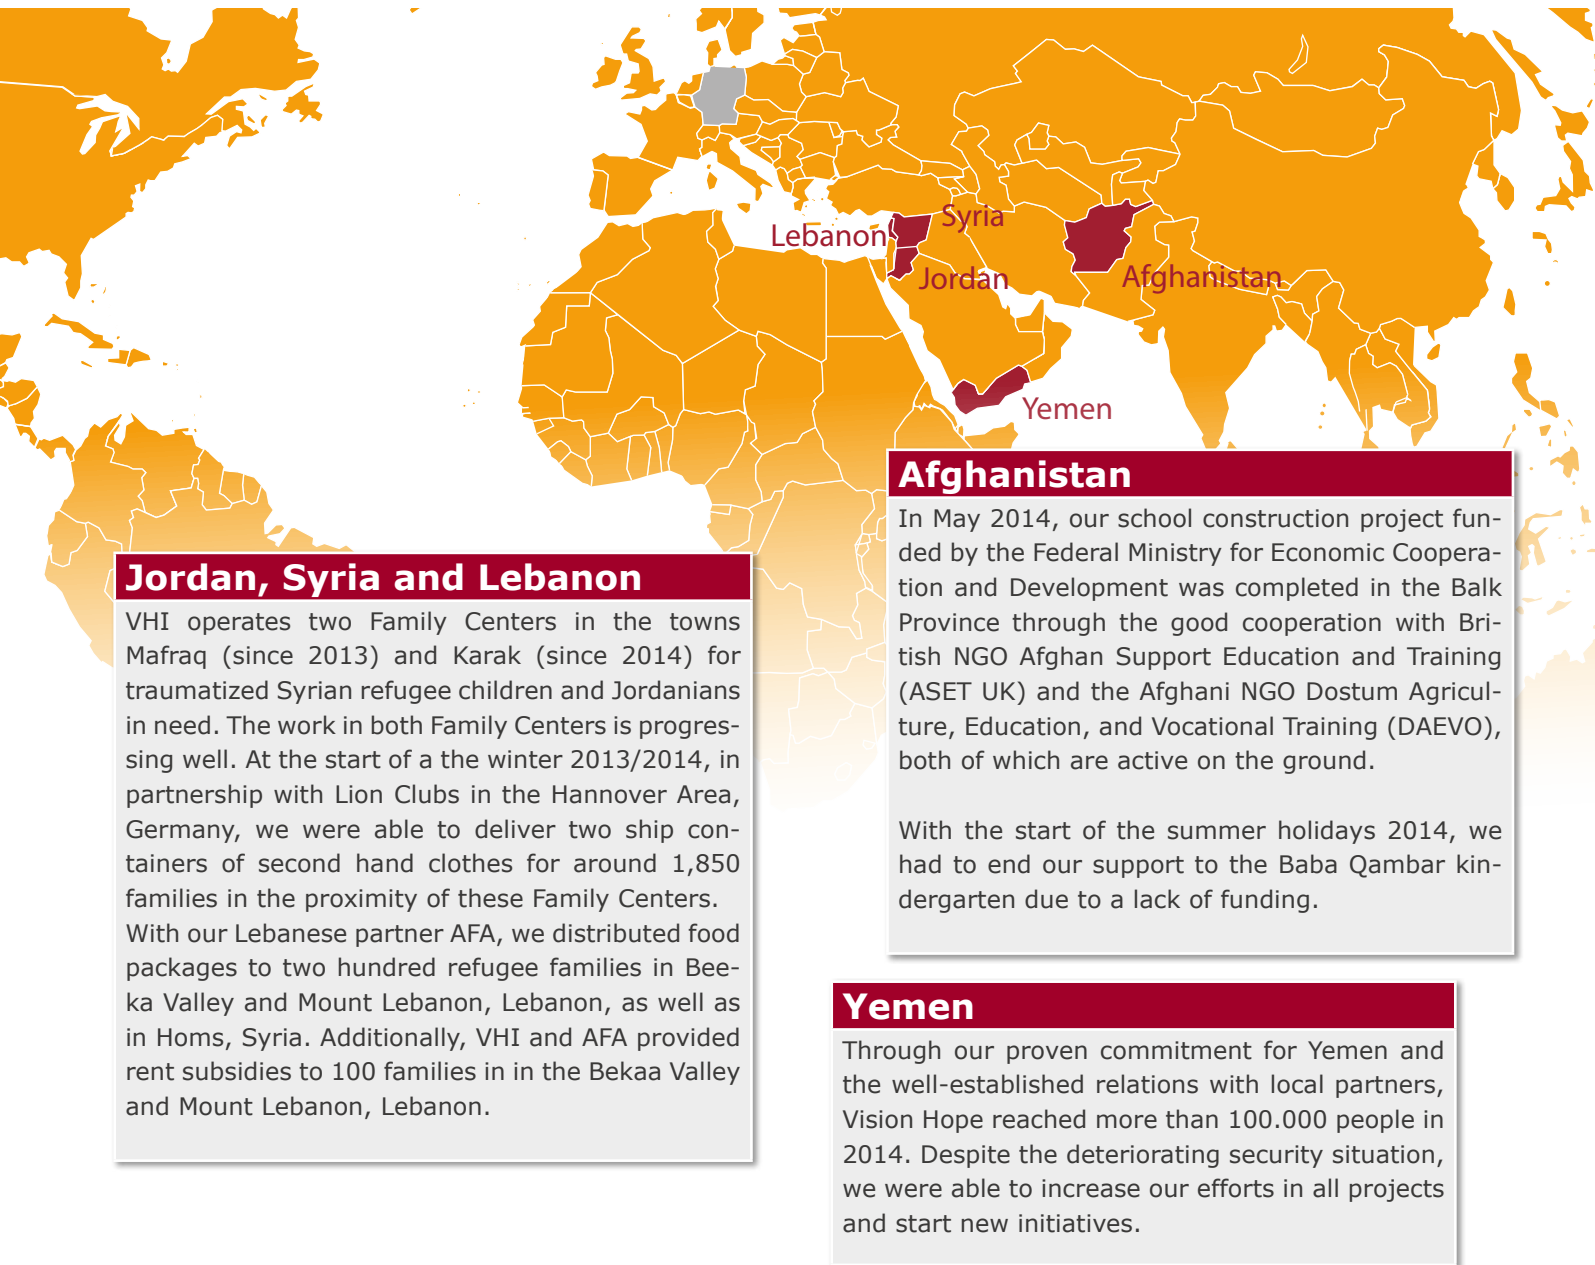 Lebanon
Syria
Jordan
Afghanistan
Yemen
Jordan, Syria and Lebanon
VHI operates two Family Centers in the towns
Mafraq (since 2013) and Karak (since 2014) for
traumatized Syrian refugee children and Jordanians
in need. The work in both Family Centers is progres-
sing well. At the start of a the winter 2013/2014, in
partnership with Lion Clubs in the Hannover Area,
Germany, we were able to deliver two ship con-
tainers of second hand clothes for around 1,850
families in the proximity of these Family Centers.
With our Lebanese partner AFA, we distributed food
packages to two hundred refugee families in Bee-
ka Valley and Mount Lebanon, Lebanon, as well as
in Homs, Syria. Additionally, VHI and AFA provided
rent subsidies to 100 families in in the Bekaa Valley
and Mount Lebanon, Lebanon.
Afghanistan
In May 2014, our school construction project fun-
ded by the Federal Ministry for Economic Coopera-
tion and Development was completed in the Balk
Province through the good cooperation with Bri-
tish NGO Afghan Support Education and Training
(ASET UK) and the Afghani NGO Dostum Agricul-
ture, Education, and Vocational Training (DAEVO),
both of which are active on the ground.
With the start of the summer holidays 2014, we
had to end our support to the Baba Qambar kin-
dergarten due to a lack of funding.
Yemen
Through our proven commitment for Yemen and
the well-established relations with local partners,
Vision Hope reached more than 100.000 people in
2014. Despite the deteriorating security situation,
we were able to increase our efforts in all projects
and start new initiatives.